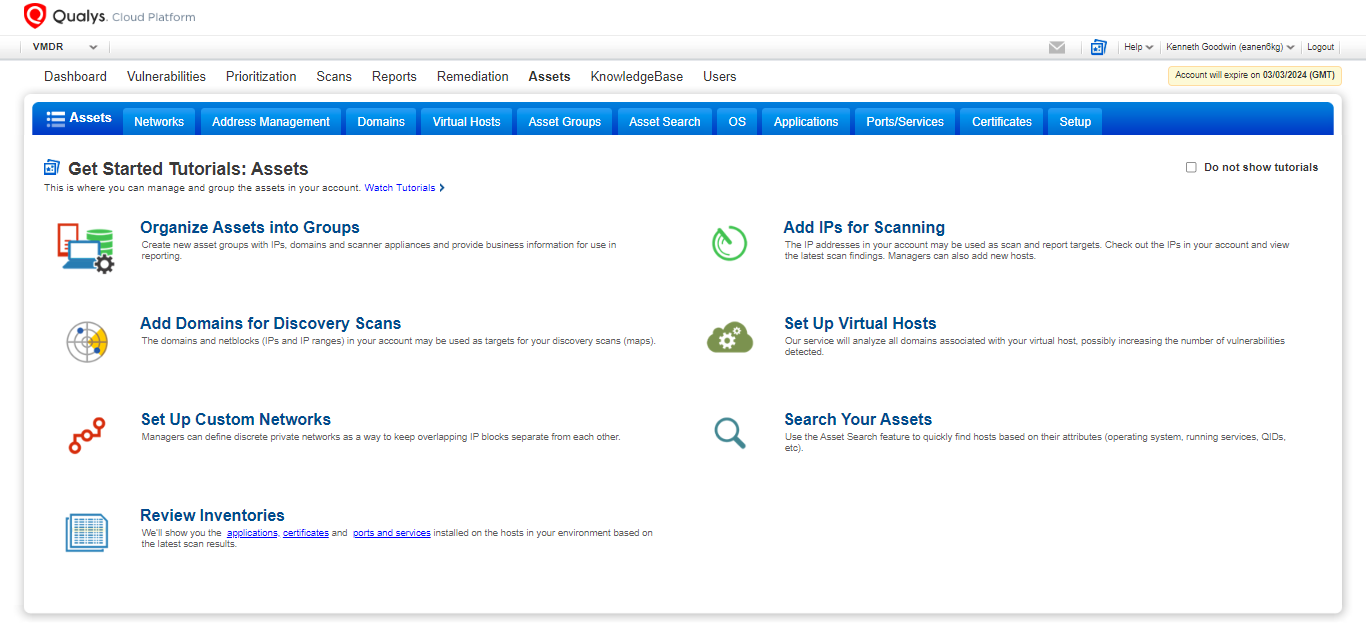 Qualys. Cloud Platform
VMDR
Help
Kenneth Goodwin (eanen6kg)
Logout
Dashboard Vulnerabilities Prioritization Scans Reports Remediation Assets KnowledgeBase Users
Account will expire on 03/03/2024 (GMT)
Assets Networks Address Management Domains Virtual Hosts Asset Groups Asset Search OS Applications Ports/Services Certificates Setup
Get Started Tutorials: Assets
Do not show tutorials
This is where you can manage and group the assets in your account. Watch Tutorials
Organize Assets into Groups
Create new asset groups with IPs, domains and scanner appliances and provide business information for use in
reporting.
Add IPs for Scanning
The IP addresses in your account may be used as scan and report targets. Check out the IPs in your account and view
the latest scan findings. Managers can also add new hosts.
Add Domains for Discovery Scans
The domains and netblocks (IPs and IP ranges) in your account may be used as targets for your discovery scans (maps).
Set Up Virtual Hosts
Our service will analyze all domains associated with your virtual host, possibly increasing the number of vulnerabilities
detected.
Set Up Custom Networks
Managers can define discrete private networks as a way to keep overlapping IP blocks separate from each other.
Search Your Assets
Use the Asset Search feature to quickly find hosts based on their attributes (operating system, running services, QIDs,
etc).
Review Inventories
We'll show you the applications, certificates and ports and services installed on the hosts in your environment based on
the latest scan results.